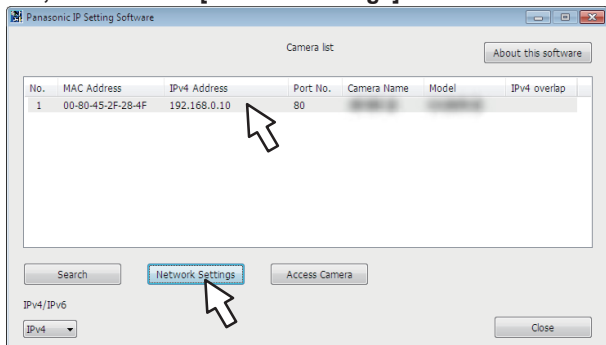 Panasonic IP Setting Software
Camera list
About this software
No. MAC Address IPv4 Address Port No. Camera Name Model IPv4 overlap
1 00-80-45-2F-28-4F 192.168.0.10 80
Search Network Settings Access Camera
IPv4/IPv6
IPv4 Close